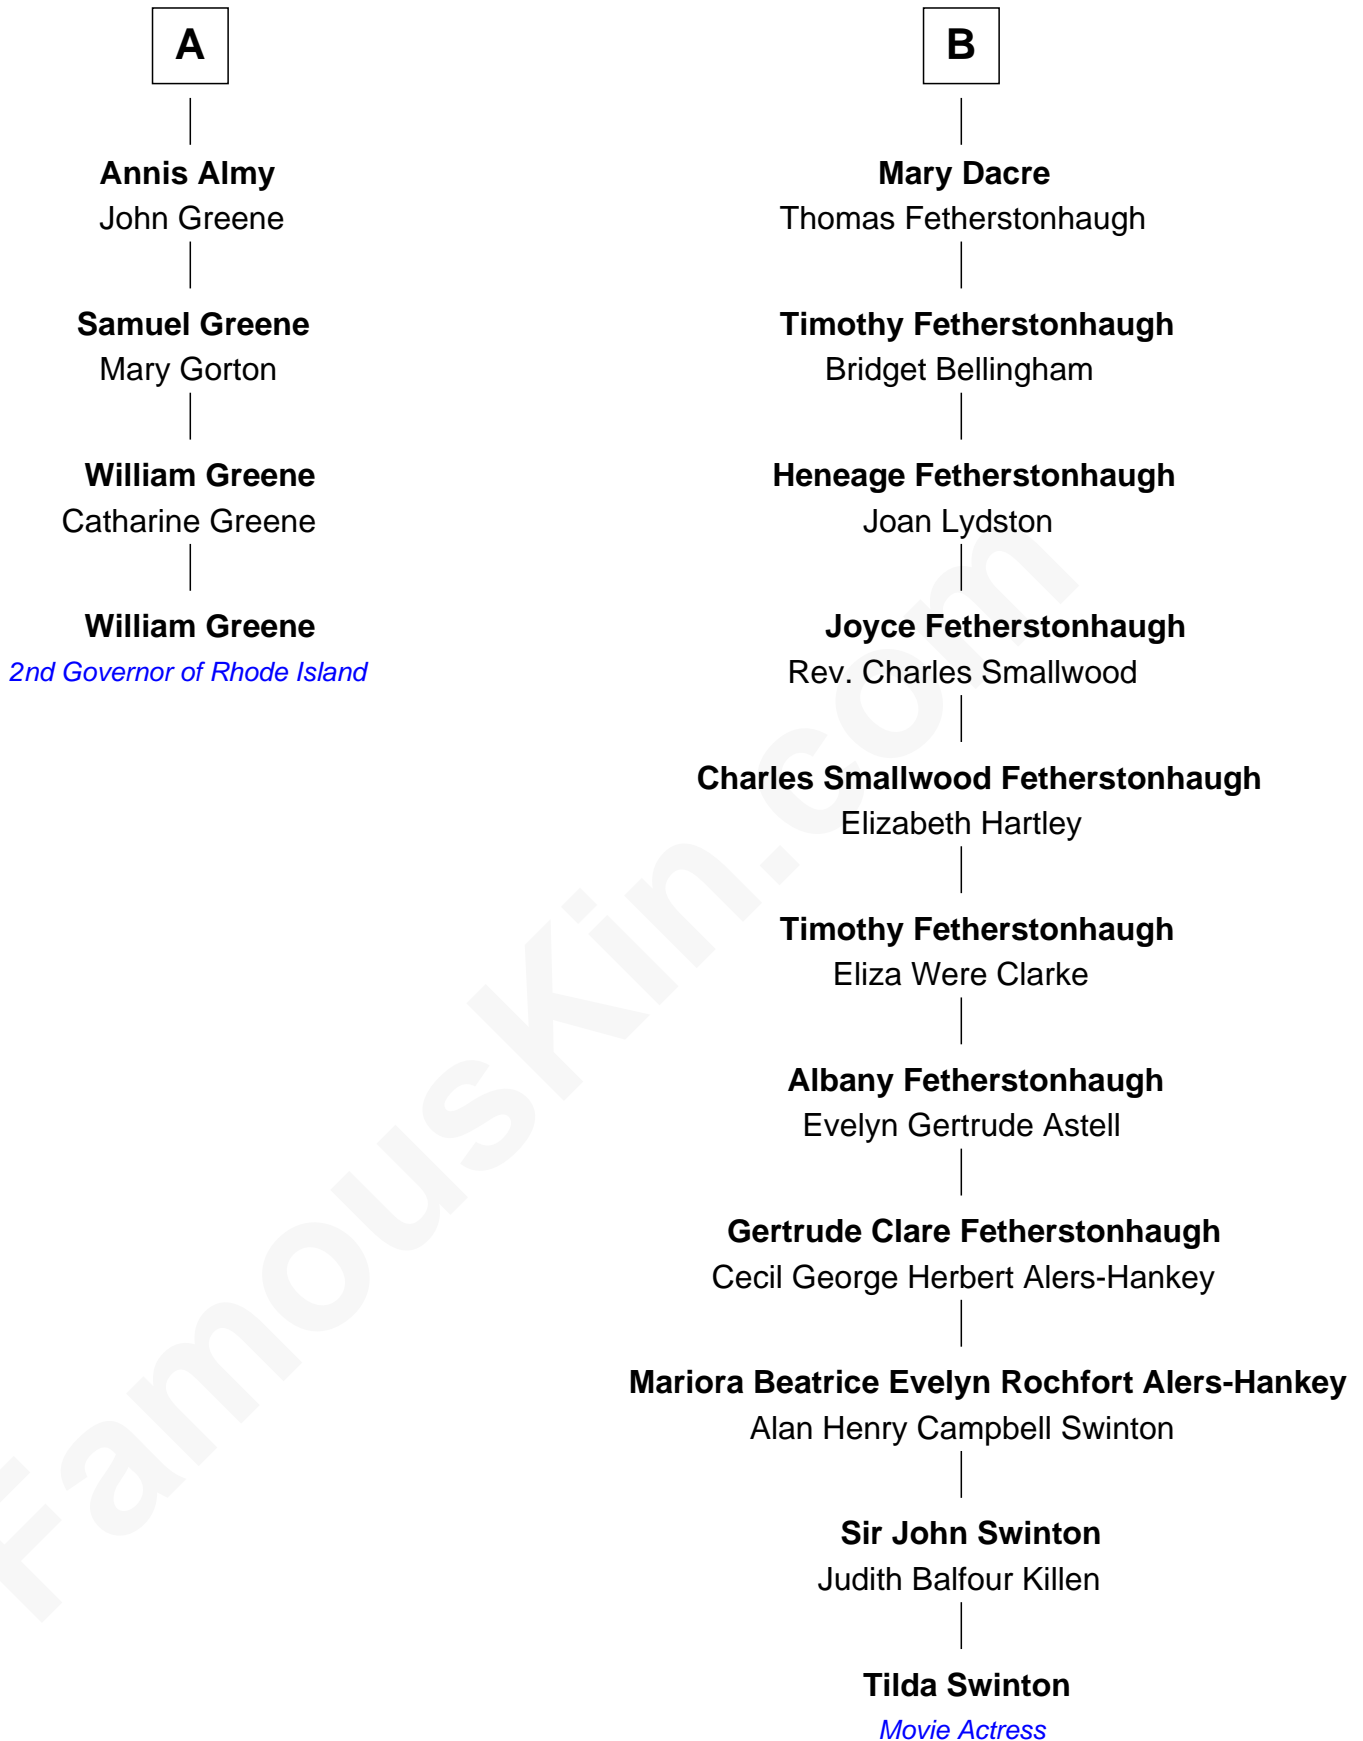 A
Annis Almy
John Greene
Samuel Greene
Mary Gorton
William Greene
Catharine Greene
William Greene
2nd Governor of Rhode Island
B
Mary Dacre
Thomas Fetherstonhaugh
Timothy Fetherstonhaugh
Bridget Bellingham
Heneage Fetherstonhaugh
Joan Lydston
Joyce Fetherstonhaugh
Rev. Charles Smallwood
Charles Smallwood Fetherstonhaugh
Elizabeth Hartley
Timothy Fetherstonhaugh
Eliza Were Clarke
Albany Fetherstonhaugh
Evelyn Gertrude Astell
Gertrude Clare Fetherstonhaugh
Cecil George Herbert Alers-Hankey
Mariora Beatrice Evelyn Rochfort Alers-Hankey
Alan Henry Campbell Swinton
Sir John Swinton
Judith Balfour Killen
Tilda Swinton
Movie Actress
FamousKin.com